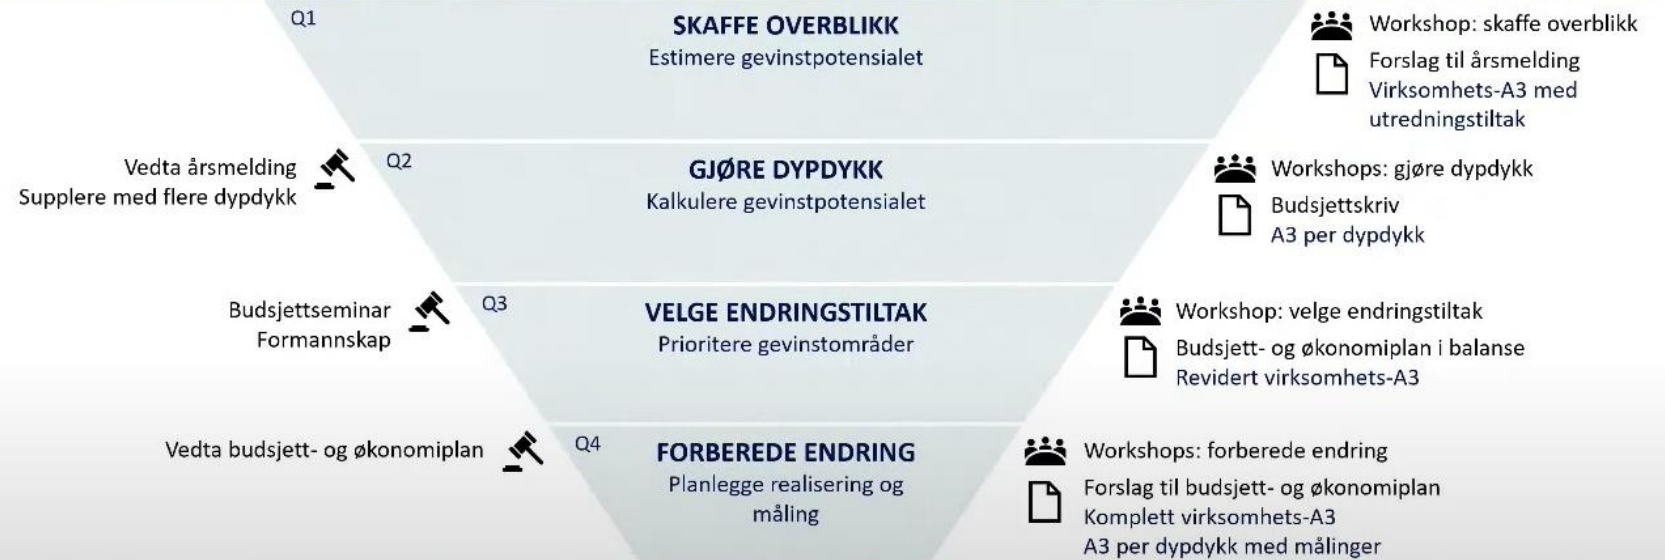 Q1
SKAFFE OVERBLIKK
Estimere gevinstpotensialet
Workshop: skaffe overblikk
Forslag til årsmelding
Virksomhets-A3 med
utredningstiltak
Vedta årsmelding
Supplere med flere dypdykk
Q2
GJØRE DYPDYKK
Kalkulere gevinstpotensialet
Workshops: gjøre dypdykk
Budsjettskriv
A3 per dypdykk
Budsjettseminar
Formannskap
Q3
VELGE ENDRINGSTILTAK
Prioritere gevinstområder
Workshop: velge endringstiltak
Budsjett- og økonomiplan i balanse
Revidert virksomhets-A3
Vedta budsjett- og økonomiplan
Q4
FORBEREDE ENDRING
Planlegge realisering og
måling
Workshops: forberede endring
Forslag til budsjett- og økonomiplan
Komplett virksomhets-A3
A3 per dypdykk med målinger